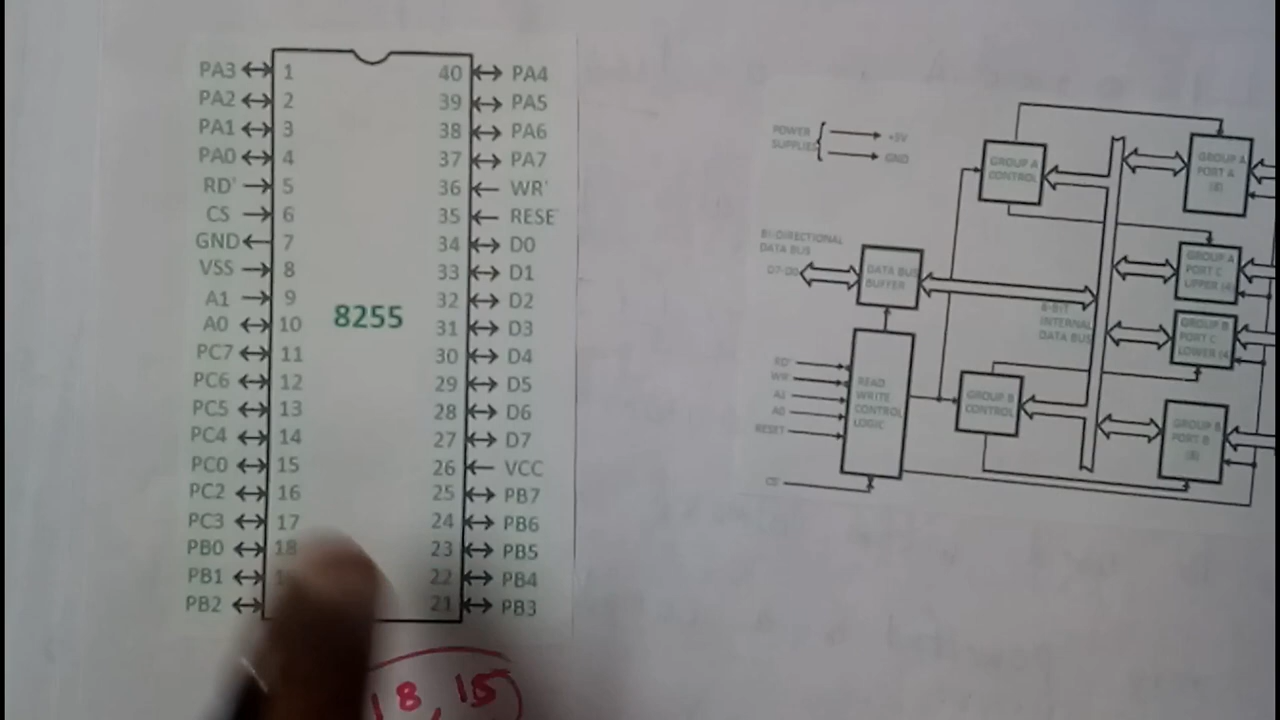 PA3 1 40 PA4
PA2 2 39 PA5
PA1 3 38 PA6
PA0 4 37 PA7
RD' 5 36 WR'
CS 6 35 RESE
GND 7 34 D0
VSS 8 33 D1
A1 9 32 D2
A0 10 31 D3
8255
PC7 11 30 D4
PC6 12 29 D5
PC5 13 28 D6
PC4 14 27 D7
PC0 15 26 VCC
PC2 16 25 PB7
PC3 17 24 PB6
PB0 18 23 PB5
PB1 22 PB4
PB2 21 PB3
18, 15
POWER
SUPPLIES
+5V
GND
GROUP A
CONTROL
GROUP A
PORT A
(8)
BI-DIRECTIONAL
DATA BUS
D7-D0
DATA BUS
BUFFER
GROUP A
PORT C
UPPER (4)
8-BIT
INTERNAL
DATA BUS
GROUP B
PORT C
LOWER (4)
RD'
WR'
A1
A0
RESET
CS'
READ
WRITE
CONTROL
LOGIC
GROUP B
CONTROL
GROUP B
PORT B
(8)